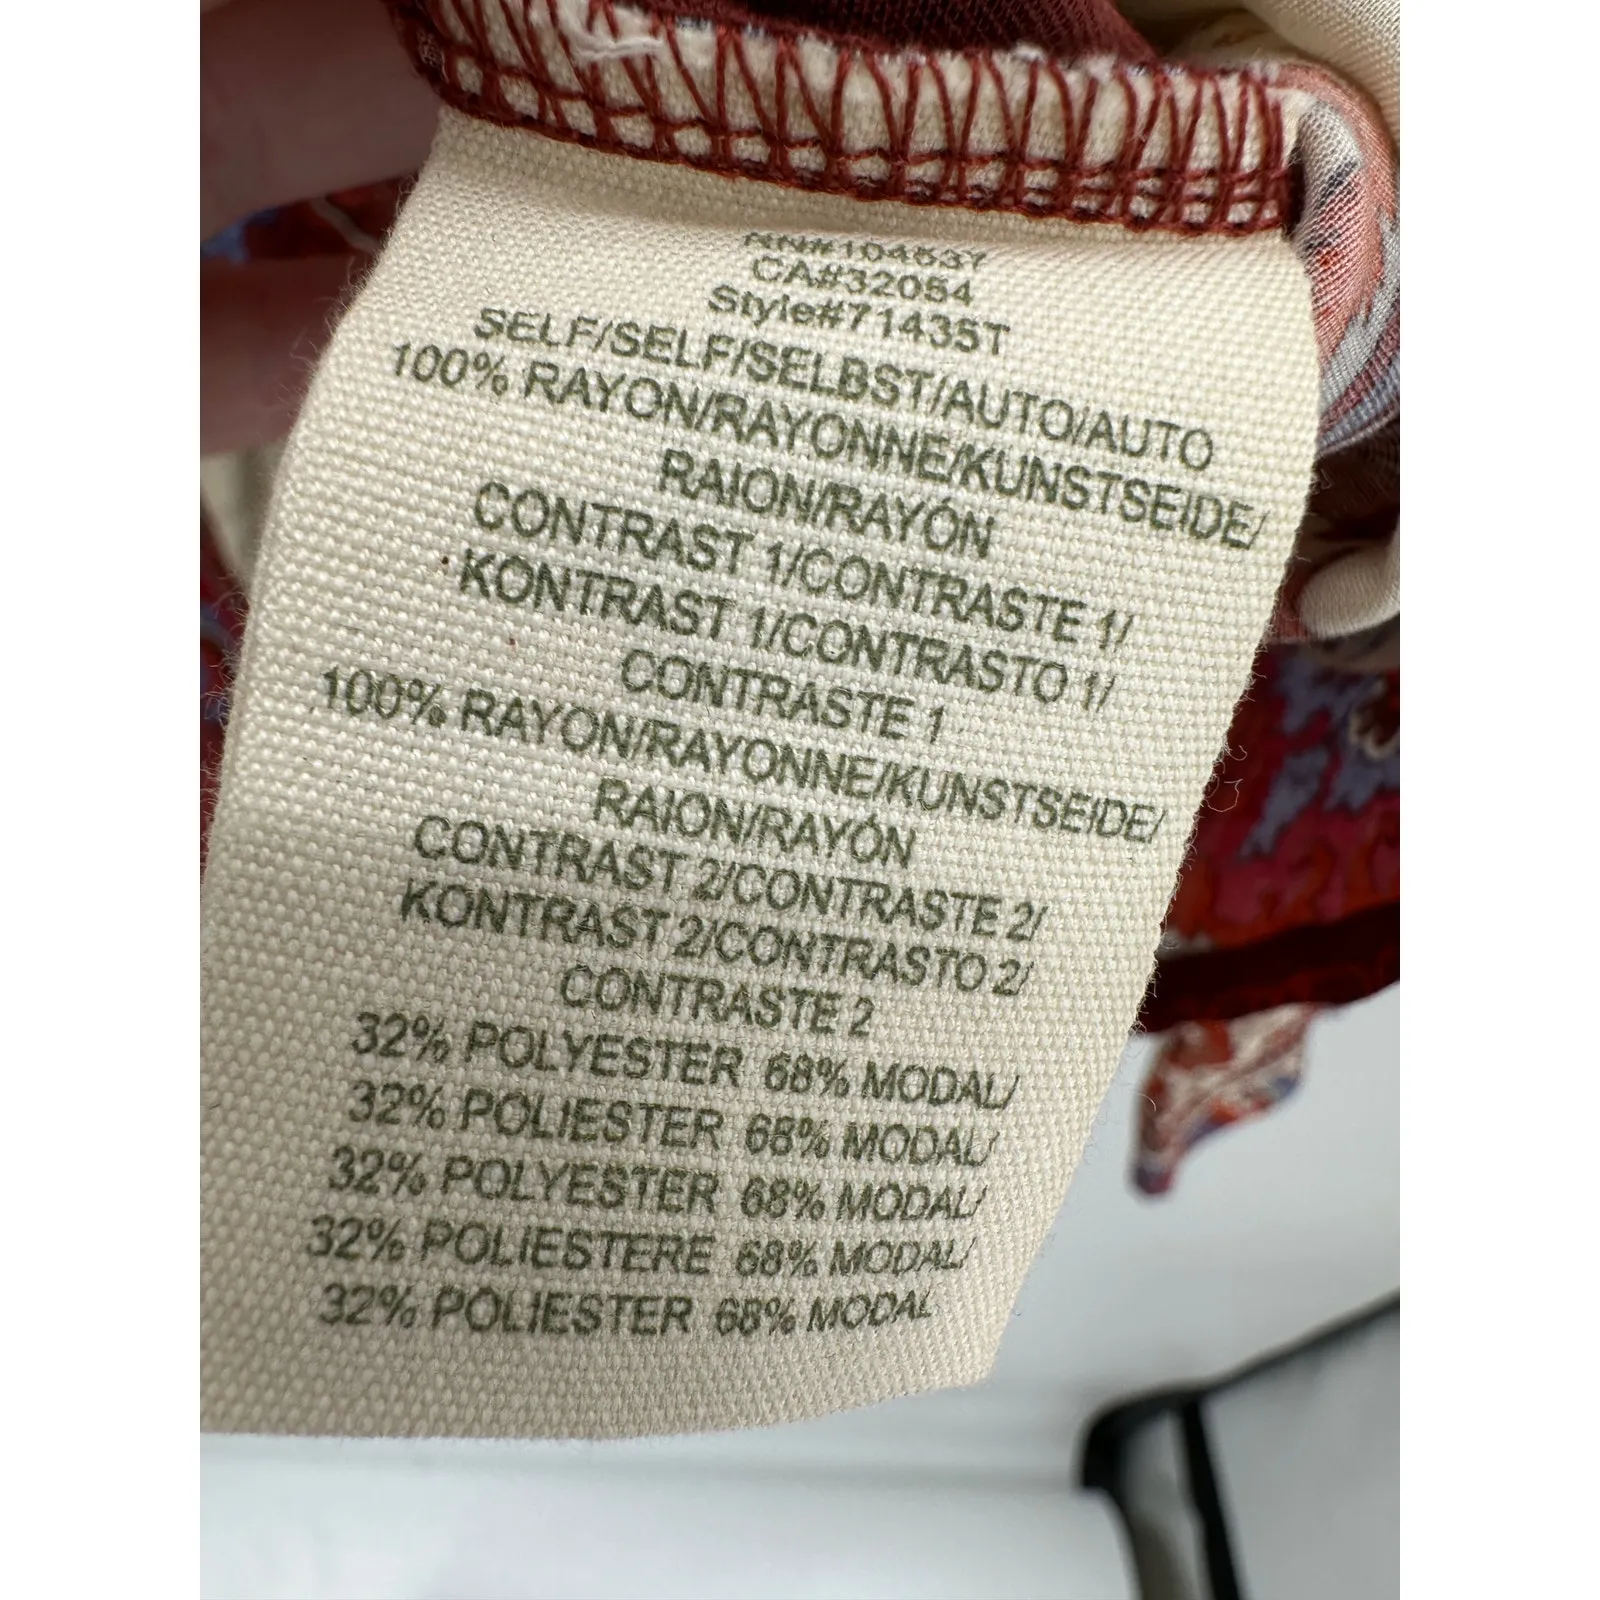 RN#104637
CA#32054
Style#71435T
SELF/SELF/SELBST/AUTO/AUTO
100% RAYON/RAYONNE/KUNSTSEIDE/
RAION/RAYÓN
CONTRAST 1/CONTRASTE 1/
KONTRAST 1/CONTRASTO 1/
CONTRASTE 1
100% RAYON/RAYONNE/KUNSTSEIDE/
RAION/RAYÓN
CONTRAST 2/CONTRASTE 2/
KONTRAST 2/CONTRASTO 2/
CONTRASTE 2
32% POLYESTER 68% MODAL/
32% POLIESTER 68% MODAL/
32% POLYESTER 68% MODAL/
32% POLIESTERE 68% MODAL/
32% POLIESTER 68% MODAL